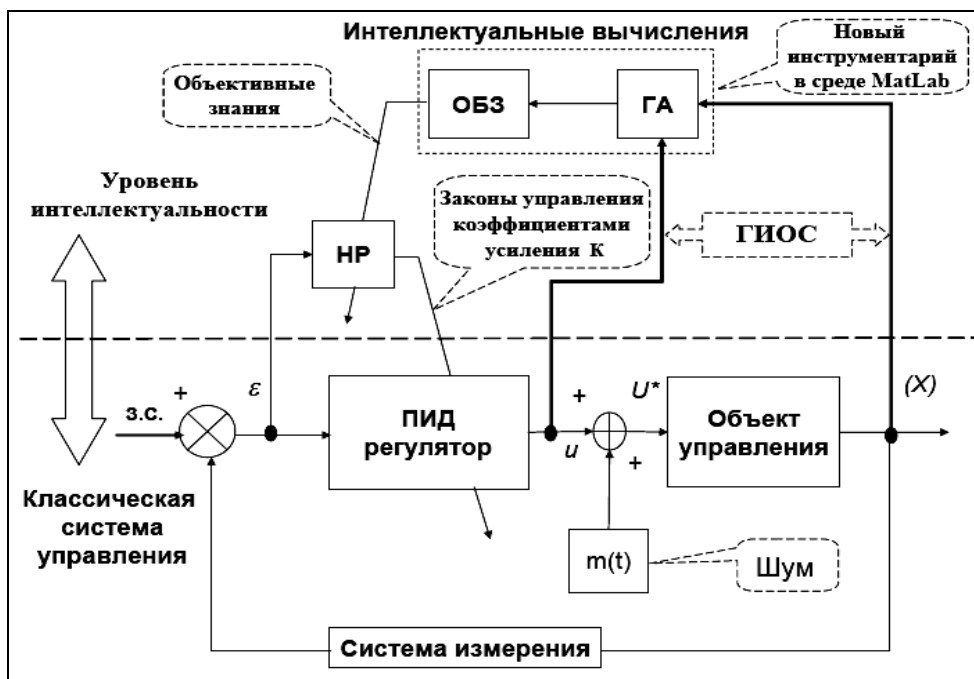 Интеллектуальные вычисления
Новый
инструментарий
в среде MatLab
Объективные
знания
ОБЗ
ГА
Уровень
интеллектуальности
Законы управления
коэффициентами
усиления К
ГИОС
НР
+
з.с.
ε
ПИД
регулятор
+
u
+
U*
Объект
управления
(X)
Классическая
система
управления
m(t)
Шум
Система измерения